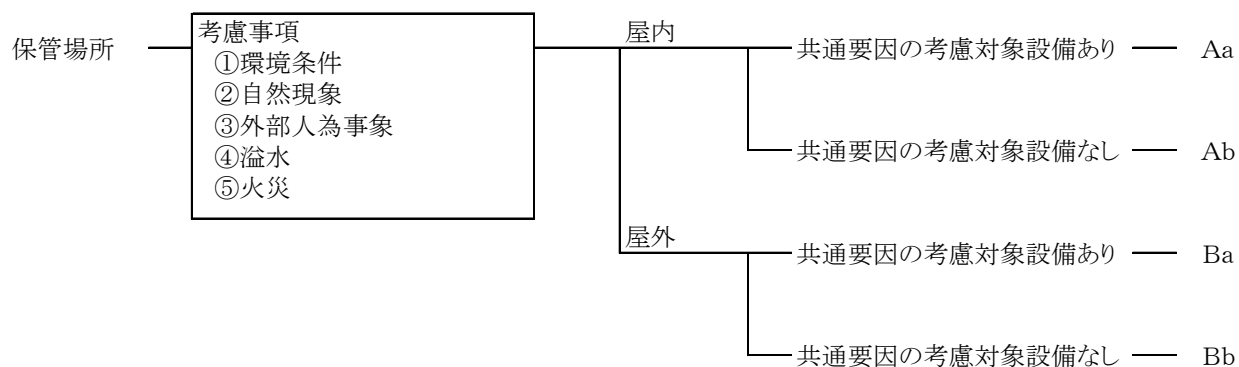 保管場所
考慮事項
①環境条件
②自然現象
③外部人為事象
④溢水
⑤火災
屋内
共通要因の考慮対象設備あり
Aa
共通要因の考慮対象設備なし
Ab
屋外
共通要因の考慮対象設備あり
Ba
共通要因の考慮対象設備なし
Bb